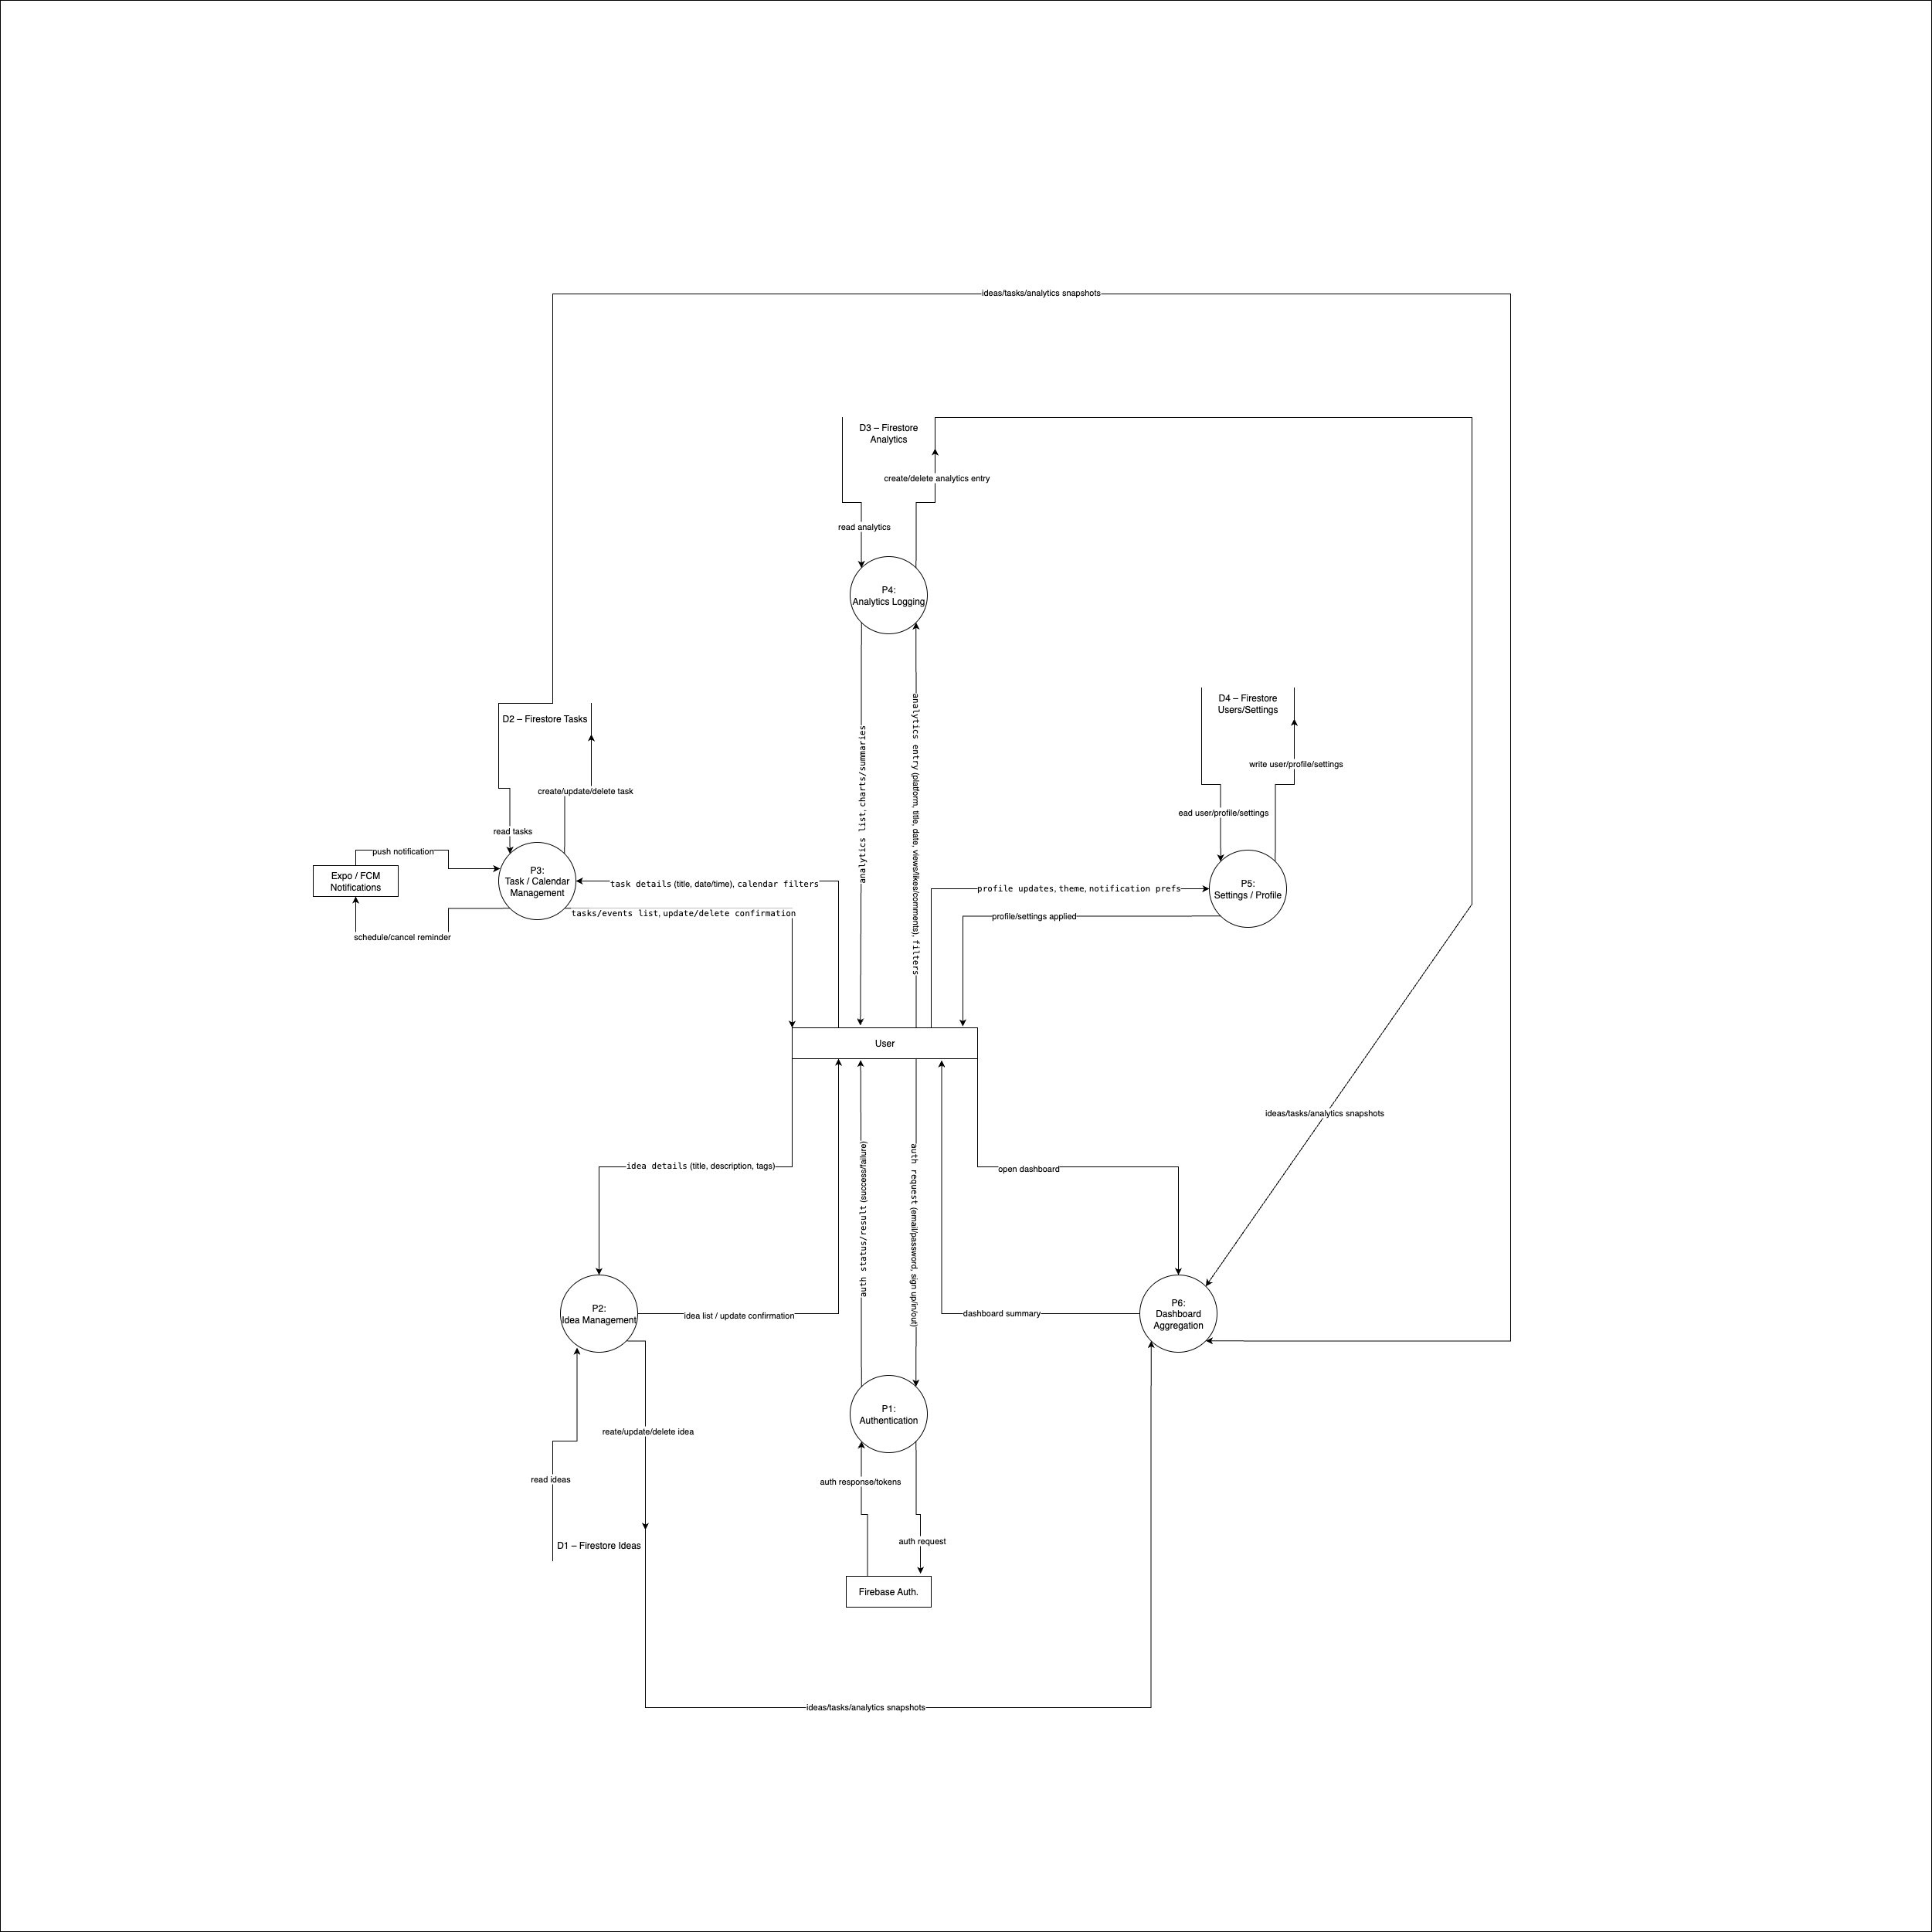 ideas/tasks/analytics snapshots
D3 – Firestore
Analytics
create/delete analytics entry
read analytics
P4:
Analytics Logging
D4 – Firestore
Users/Settings
D2 – Firestore Tasks
write user/profile/settings
create/update/delete task
ead user/profile/settings
read tasks
push notification
Expo / FCM
Notifications
P3:
Task / Calendar
Management
task details (title, date/time), calendar filters
tasks/events list, update/delete confirmation
schedule/cancel reminder
analytics list, charts/summaries
analytics entry (platform, title, date, views/likes/comments), filters
profile updates, theme, notification prefs
P5:
Settings / Profile
profile/settings applied
User
ideas/tasks/analytics snapshots
idea details (title, description, tags)
auth status/result (success/failure)
auth request (email/password, sign up/in/out)
open dashboard
P2:
Idea Management
idea list / update confirmation
dashboard summary
P6:
Dashboard
Aggregation
P1:
Authentication
reate/update/delete idea
read ideas
auth response/tokens
auth request
D1 – Firestore Ideas
Firebase Auth.
ideas/tasks/analytics snapshots